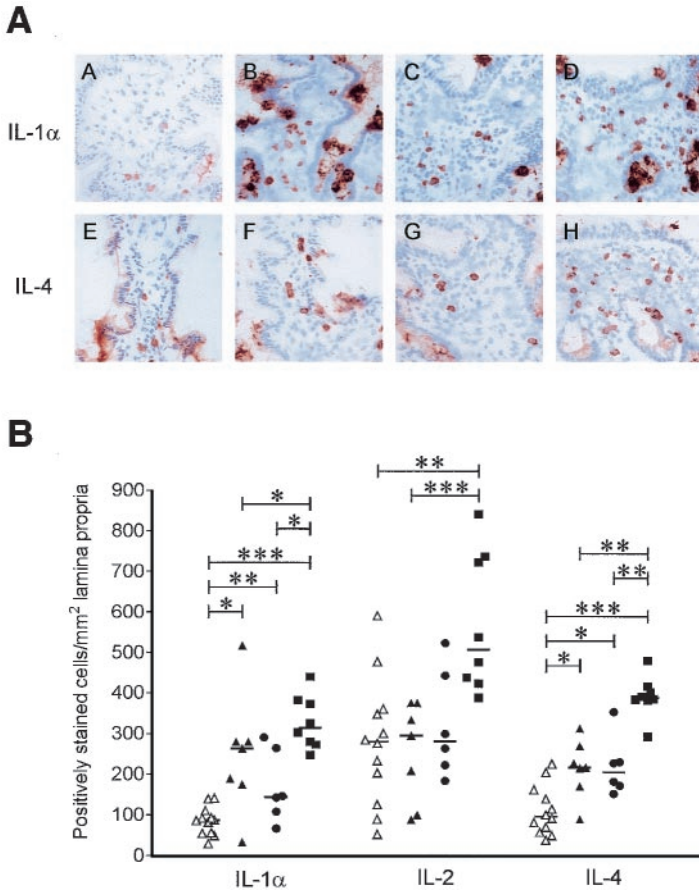 A
A B C D
IL-1α
E F G H
IL-4
B
Positively stained cells/mm² lamina propria
900
800
700
600
500
400
300
200
100
0
* * *** ** *
** ***
** ** *** * *
IL-1α IL-2 IL-4